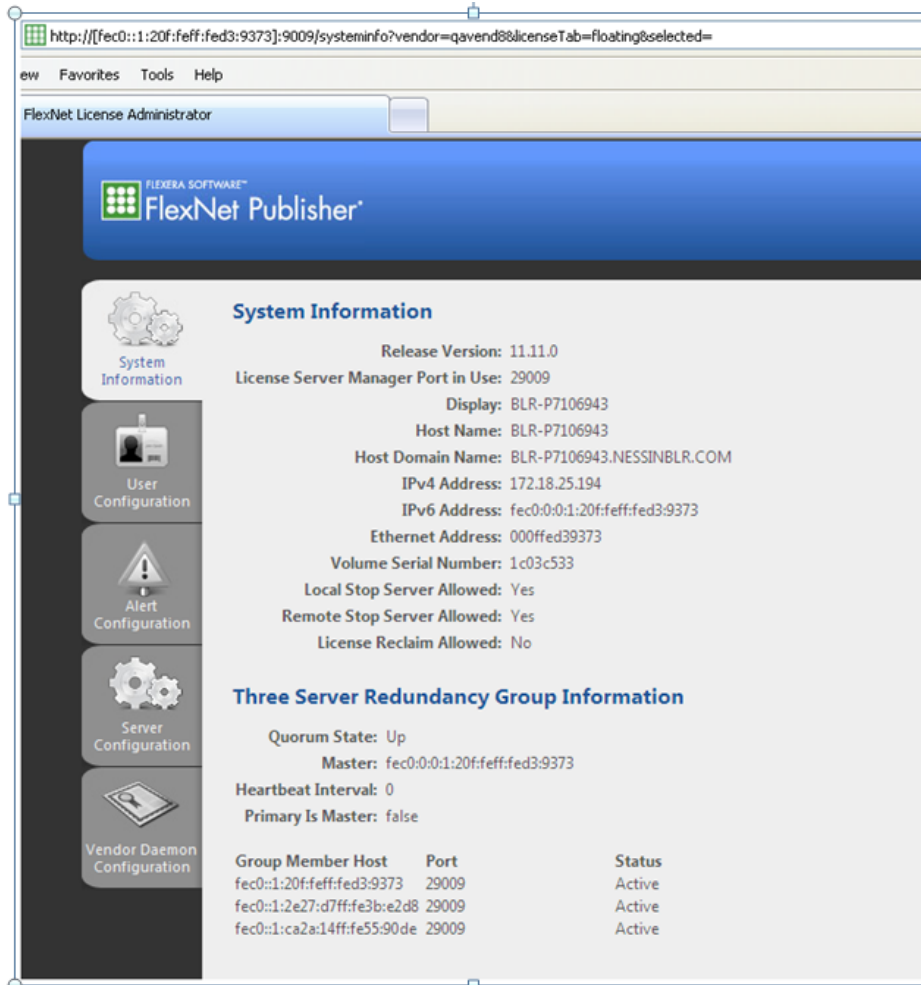 http://[fec0::1:20f:feff:fed3:9373]:9009/systeminfo?vendor=qavend8&licenseTab=floating&selected=
ew Favorites Tools Help
FlexNet License Administrator
FLEXERA SOFTWARE™
FlexNet Publisher®
System Information
User Configuration
Alert Configuration
Server Configuration
Vendor Daemon Configuration
System Information
Release Version: 11.11.0
License Server Manager Port in Use: 29009
Display: BLR-P7106943
Host Name: BLR-P7106943
Host Domain Name: BLR-P7106943.NESSINBLR.COM
IPv4 Address: 172.18.25.194
IPv6 Address: fec0:0:0:1:20f:feff:fed3:9373
Ethernet Address: 000ffed39373
Volume Serial Number: 1c03c533
Local Stop Server Allowed: Yes
Remote Stop Server Allowed: Yes
License Reclaim Allowed: No
Three Server Redundancy Group Information
Quorum State: Up
Master: fec0:0:0:1:20f:feff:fed3:9373
Heartbeat Interval: 0
Primary Is Master: false
Group Member Host Port Status
fec0::1:20f:feff:fed3:9373 29009 Active
fec0::1:2e27:d7ff:fe3b:e2d8 29009 Active
fec0::1:ca2a:14ff:fe55:90de 29009 Active